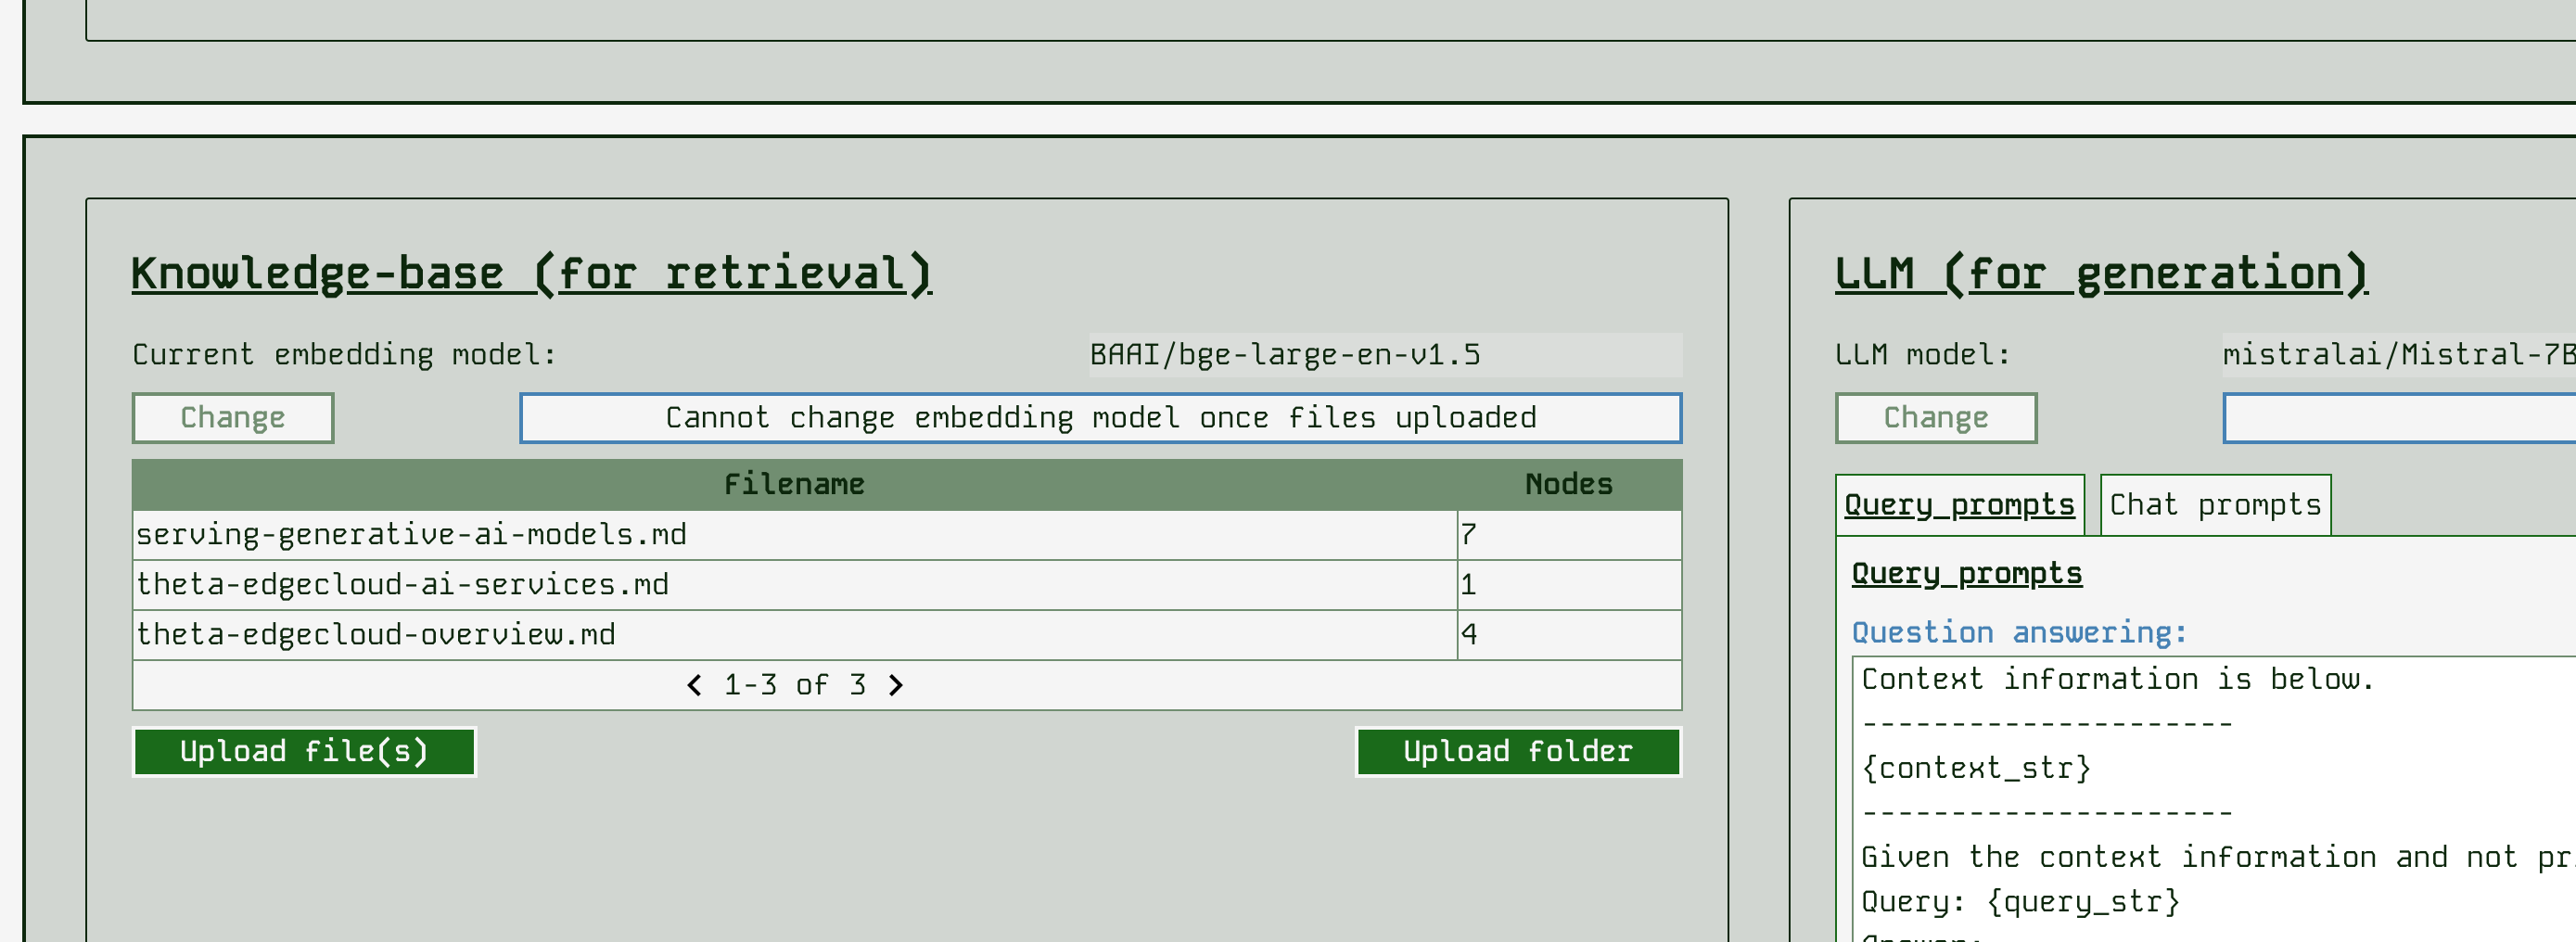 Knowledge-base (for retrieval)
Current embedding model: BAAI/bge-large-en-v1.5
Change Cannot change embedding model once files uploaded
Filename Nodes
serving-generative-ai-models.md 7
theta-edgecloud-ai-services.md 1
theta-edgecloud-overview.md 4
< 1-3 of 3 >
Upload file(s) Upload folder
LLM (for generation)
LLM model: mistralai/Mistral-7B
Change
Query prompts Chat prompts
Query prompts
Question answering:
Context information is below.
---------------------
{context_str}
---------------------
Given the context information and not
Query: {query_str}